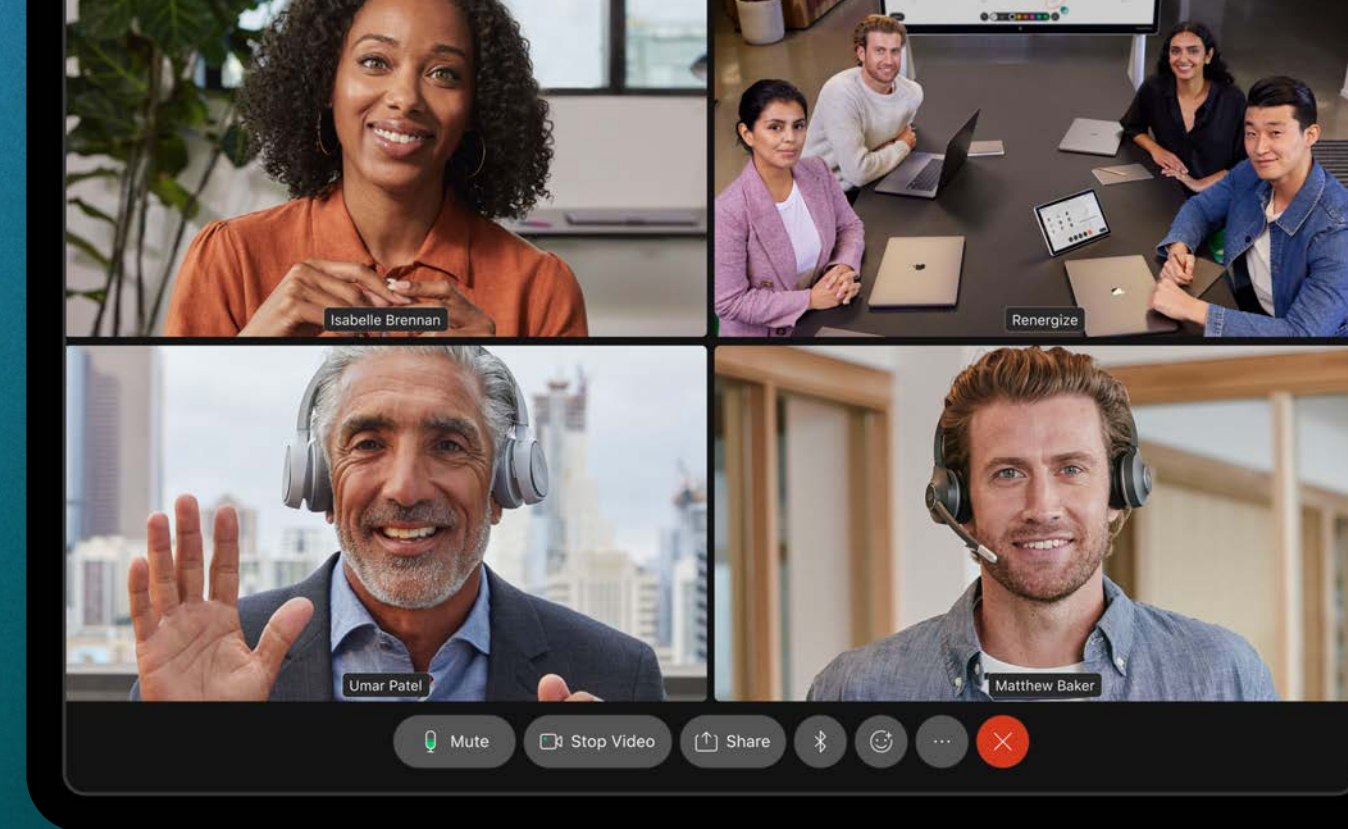 Isabelle Brennan
Renergize
Umar Patel
Matthew Baker
Mute
Stop Video
Share